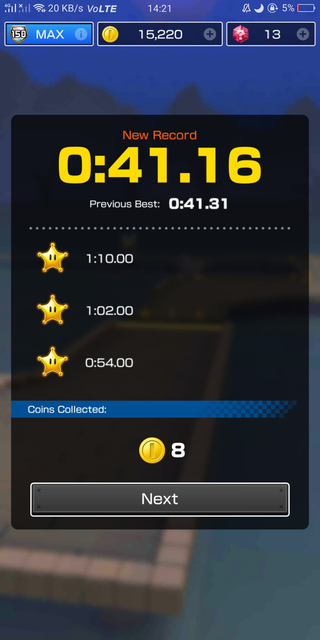 20 KB/s VoLTE 14:21 5%
150 MAX i 15,220 + 13 +
New Record
0:41.16
Previous Best: 0:41.31
1:10.00
1:02.00
0:54.00
Coins Collected:
8
Next